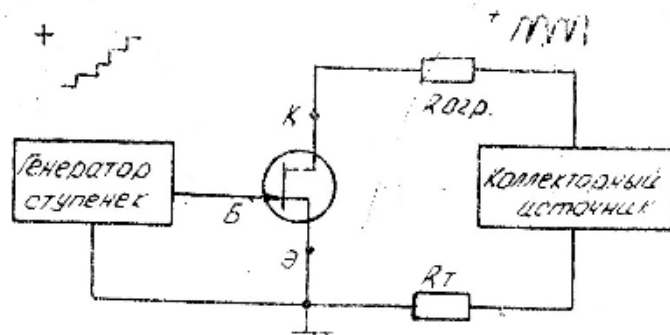 +
+
К
Rогр.
Генератор
ступенек
Б
Коллекторный
источник
Э
Rт